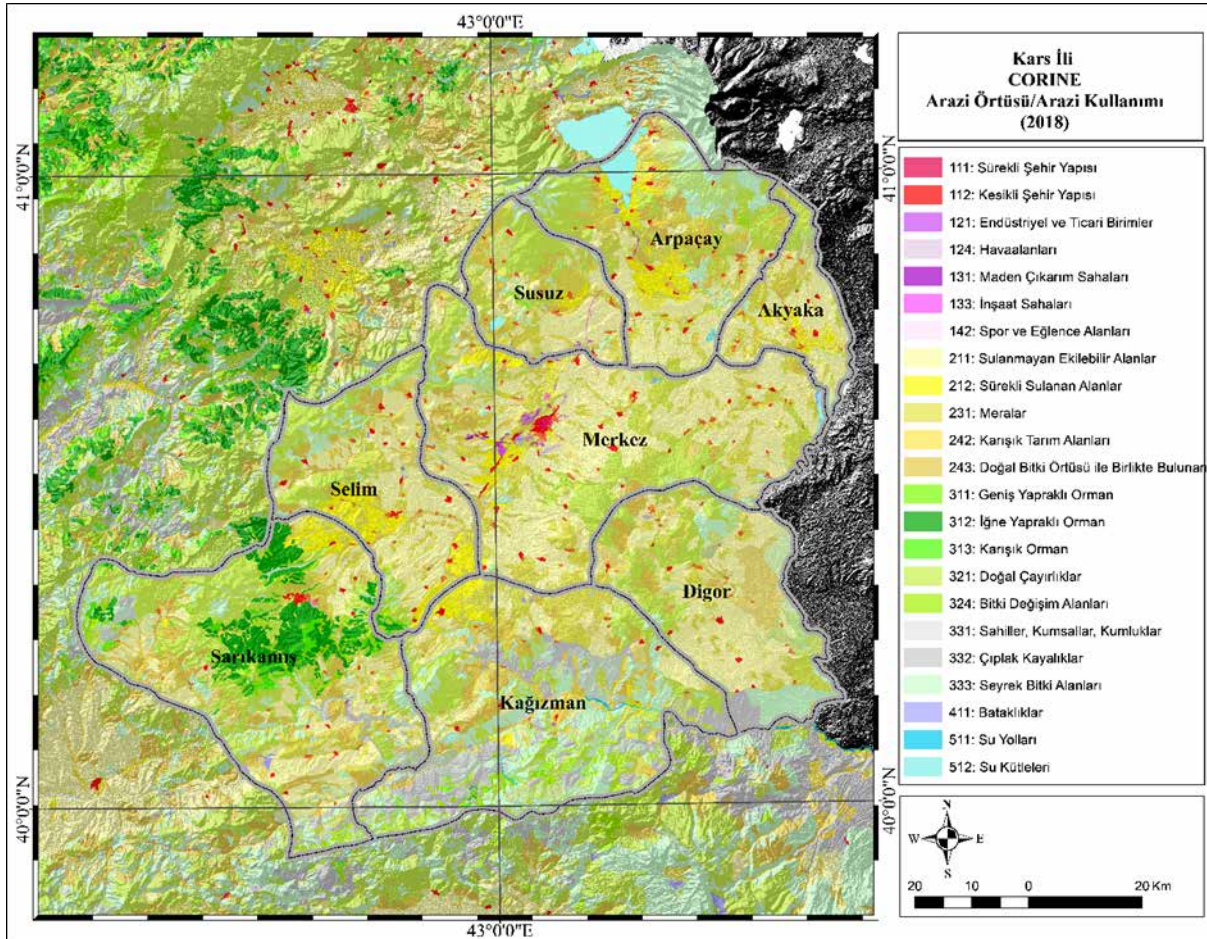 43°0'0"E
41°0'0"N
41°0'0"N
Arpaçay
Susuz
Akyaka
Merkez
Selim
Digor
Sarıkamış
Kağızman
40°0'0"N
40°0'0"N
43°0'0"E
Kars İli
CORINE
Arazi Örtüsü/Arazi Kullanımı
(2018)
111: Sürekli Şehir Yapısı
112: Kesikli Şehir Yapısı
121: Endüstriyel ve Ticari Birimler
124: Havaalanları
131: Maden Çıkarım Sahaları
133: İnşaat Sahaları
142: Spor ve Eğlence Alanları
211: Sulanmayan Ekilebilir Alanlar
212: Sürekli Sulanan Alanlar
231: Meralar
242: Karışık Tarım Alanları
243: Doğal Bitki Örtüsü ile Birlikte Bulunan
311: Geniş Yapraklı Orman
312: İğne Yapraklı Orman
313: Karışık Orman
321: Doğal Çayırlıklar
324: Bitki Değişim Alanları
331: Sahiller, Kumsallar, Kumluklar
332: Çıplak Kayalıklar
333: Seyrek Bitki Alanları
411: Bataklıklar
511: Su Yolları
512: Su Kütleleri
N
W E
S
20 10 0 20 Km